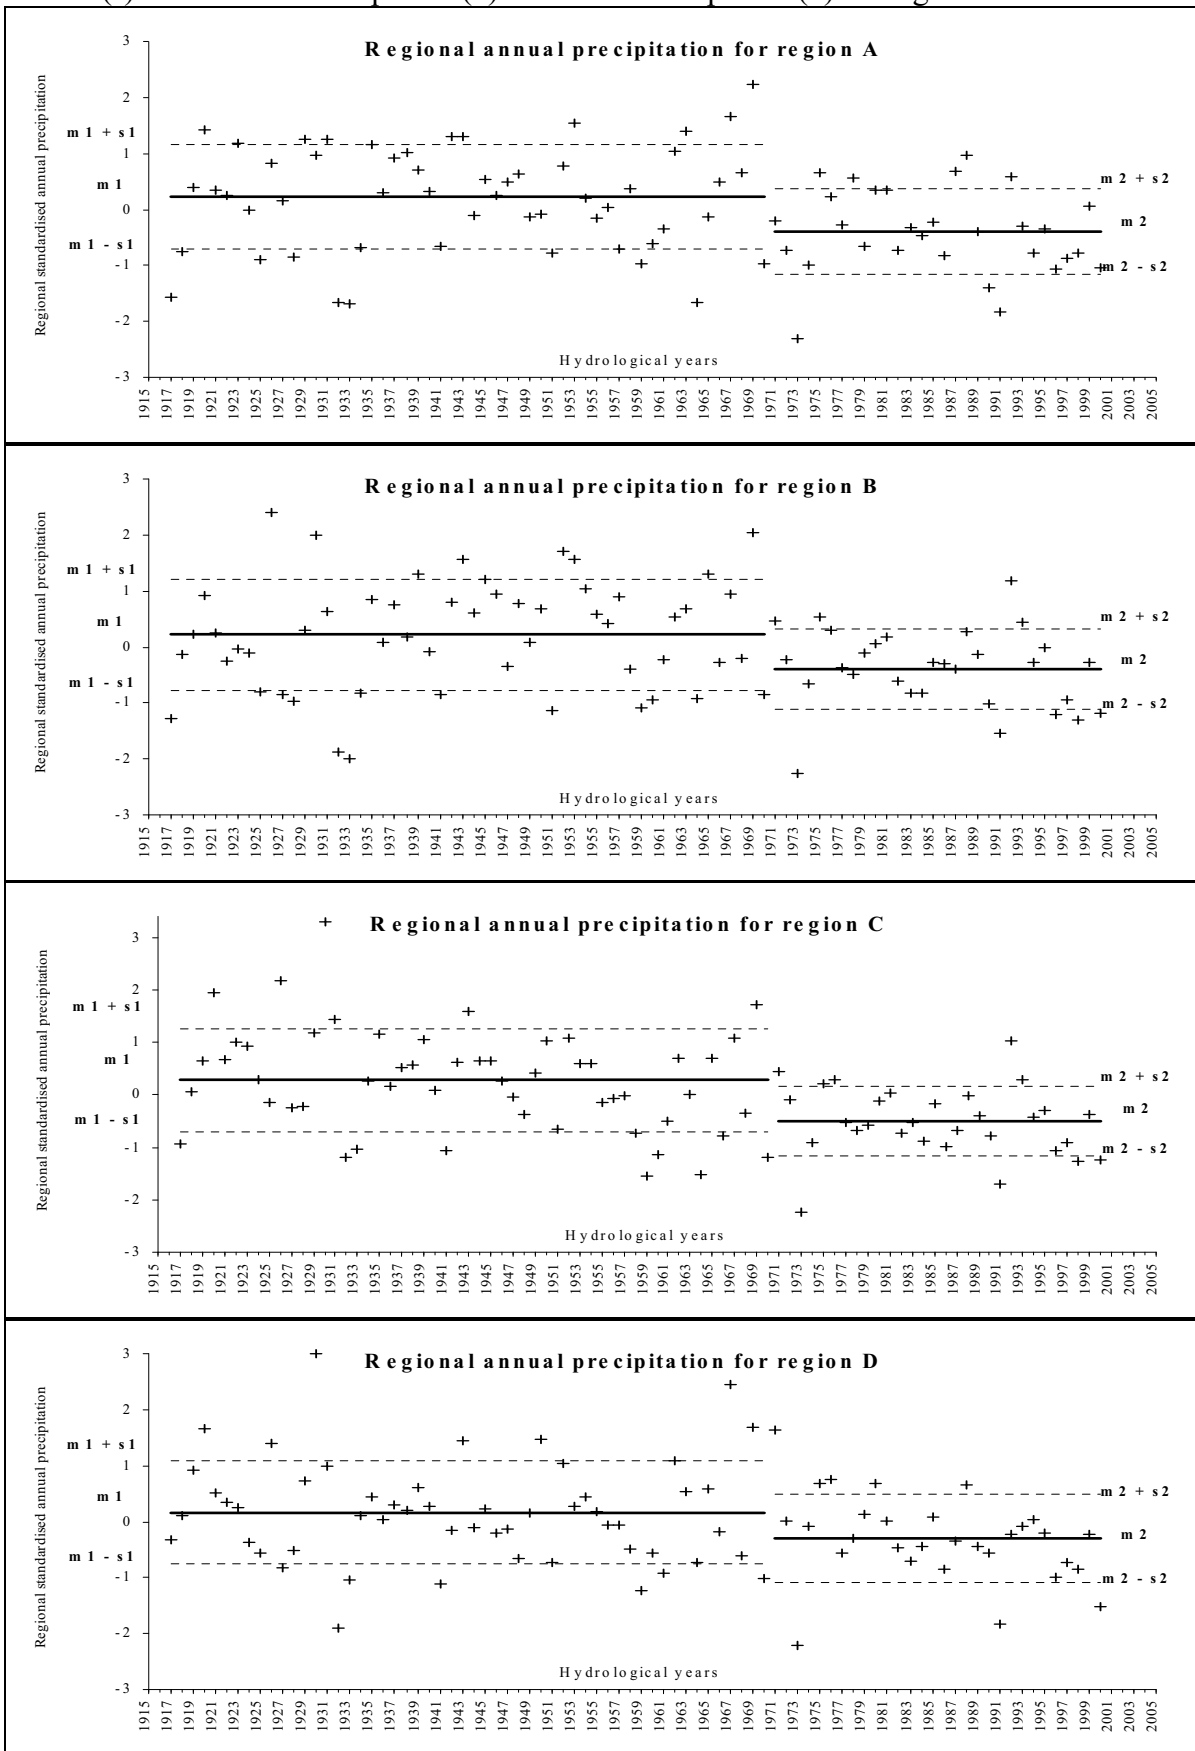 Regional annual precipitation for region A
Regional standardised annual precipitation
3
2
1
0
-1
-2
-3
m 1 + s1
m 1
m 1 - s1
m 2 + s2
m 2
m 2 - s2
Hydrological years
1915 1917 1919 1921 1923 1925 1927 1929 1931 1933 1935 1937 1939 1941 1943 1945 1947 1949 1951 1953 1955 1957 1959 1961 1963 1965 1967 1969 1971 1973 1975 1977 1979 1981 1983 1985 1987 1989 1991 1993 1995 1997 1999 2001 2003 2005
Regional annual precipitation for region B
Regional standardised annual precipitation
3
2
1
0
-1
-2
-3
m 1 + s1
m 1
m 1 - s1
m 2 + s2
m 2
m 2 - s2
Hydrological years
1915 1917 1919 1921 1923 1925 1927 1929 1931 1933 1935 1937 1939 1941 1943 1945 1947 1949 1951 1953 1955 1957 1959 1961 1963 1965 1967 1969 1971 1973 1975 1977 1979 1981 1983 1985 1987 1989 1991 1993 1995 1997 1999 2001 2003 2005
Regional annual precipitation for region C
Regional standardised annual precipitation
3
2
1
0
-1
-2
-3
m 1 + s1
m 1
m 1 - s1
m 2 + s2
m 2
m 2 - s2
Hydrological years
1915 1917 1919 1921 1923 1925 1927 1929 1931 1933 1935 1937 1939 1941 1943 1945 1947 1949 1951 1953 1955 1957 1959 1961 1963 1965 1967 1969 1971 1973 1975 1977 1979 1981 1983 1985 1987 1989 1991 1993 1995 1997 1999 2001 2003 2005
Regional annual precipitation for region D
Regional standardised annual precipitation
3
2
1
0
-1
-2
-3
m 1 + s1
m 1
m 1 - s1
m 2 + s2
m 2
m 2 - s2
Hydrological years
1915 1917 1919 1921 1923 1925 1927 1929 1931 1933 1935 1937 1939 1941 1943 1945 1947 1949 1951 1953 1955 1957 1959 1961 1963 1965 1967 1969 1971 1973 1975 1977 1979 1981 1983 1985 1987 1989 1991 1993 1995 1997 1999 2001 2003 2005